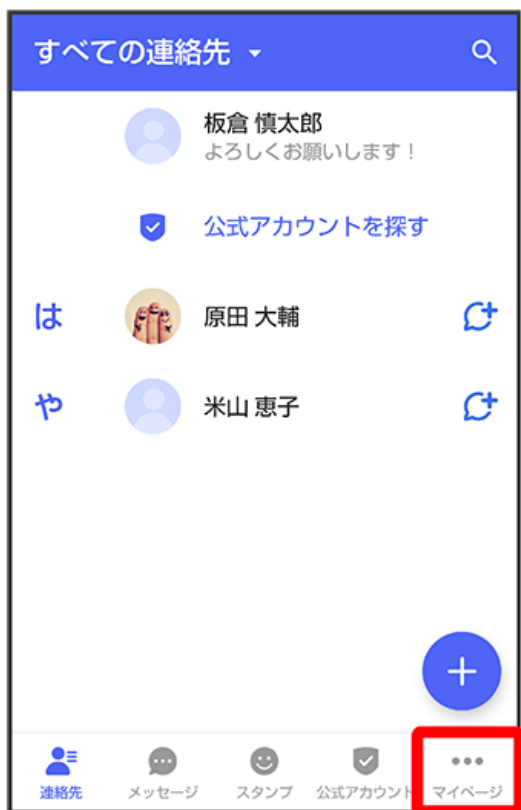 すべての連絡先
板倉 慎太郎
よろしくお願いします！
公式アカウントを探す
は
原田 大輔
や
米山 恵子
連絡先
メッセージ
スタンプ
公式アカウント
マイページ